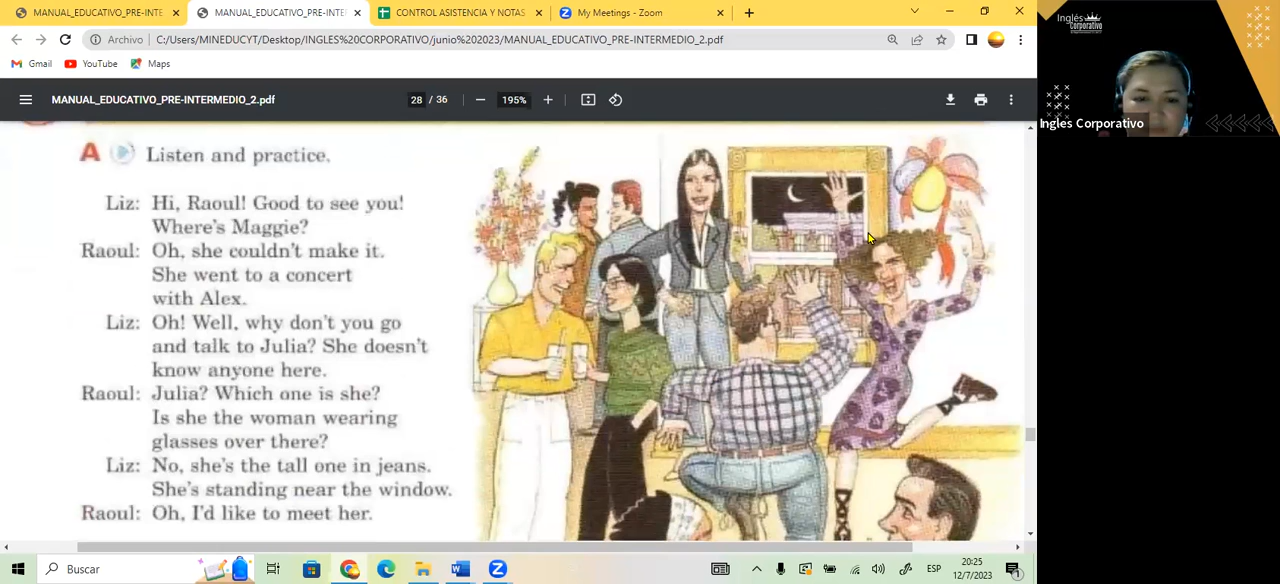 MANUAL_EDUCATIVO_PRE-INTE
MANUAL_EDUCATIVO_PRE-INTE
CONTROL ASISTENCIA Y NOTAS
My Meetings - Zoom
Archivo
C:/Users/MINEDUCYT/Desktop/INGLES%20CORPORATIVO/junio%202023/MANUAL_EDUCATIVO_PRE-INTERMEDIO_2.pdf
Gmail
YouTube
Maps
MANUAL_EDUCATIVO_PRE-INTERMEDIO_2.pdf
28 / 36
195%
A Listen and practice.
Liz: Hi, Raoul! Good to see you!
Where's Maggie?
Raoul: Oh, she couldn't make it.
She went to a concert
with Alex.
Liz: Oh! Well, why don't you go
and talk to Julia? She doesn't
know anyone here.
Raoul: Julia? Which one is she?
Is she the woman wearing
glasses over there?
Liz: No, she's the tall one in jeans.
She's standing near the window.
Raoul: Oh, I'd like to meet her.
Inglés
Corporativo
Ingles Corporativo
Buscar
ESP
20:25
12/7/2023
1